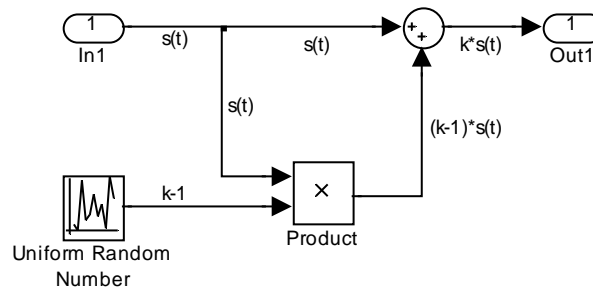 1
In1
s(t)
s(t)
+
+
k*s(t)
1
Out1
s(t)
(k-1)*s(t)
k-1
×
Product
Uniform Random
Number